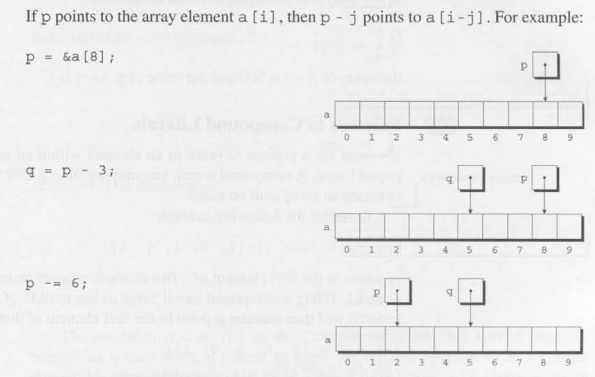 If p points to the array element a[i], then p - j points to a[i-j]. For example:
p = &a[8];
p
a
0 1 2 3 4 5 6 7 8 9
q = p - 3;
q p
a
0 1 2 3 4 5 6 7 8 9
p -= 6;
p q
a
0 1 2 3 4 5 6 7 8 9